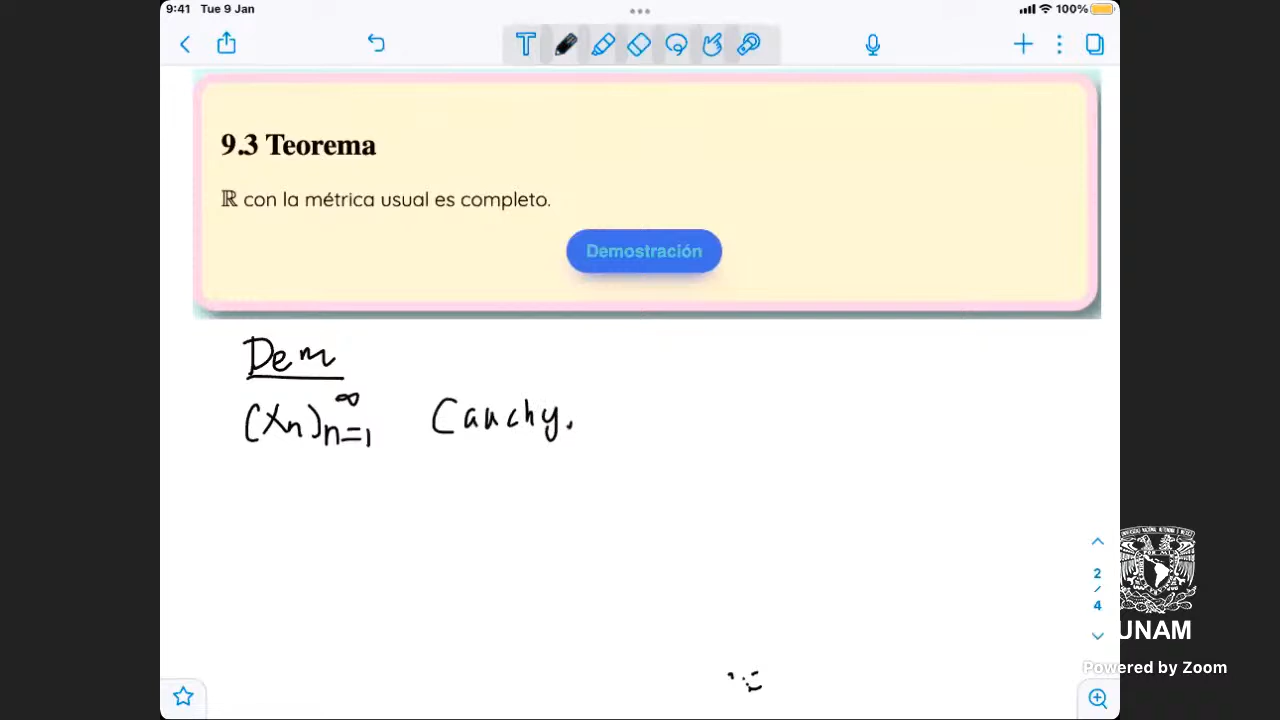 9:41 Tue 9 Jan 100%
9.3 Teorema
ℝ con la métrica usual es completo.
Demostración
Dem
(xₙ)ₙ₌₁^∞ Cauchy.
2
4
UNAM
Powered by Zoom